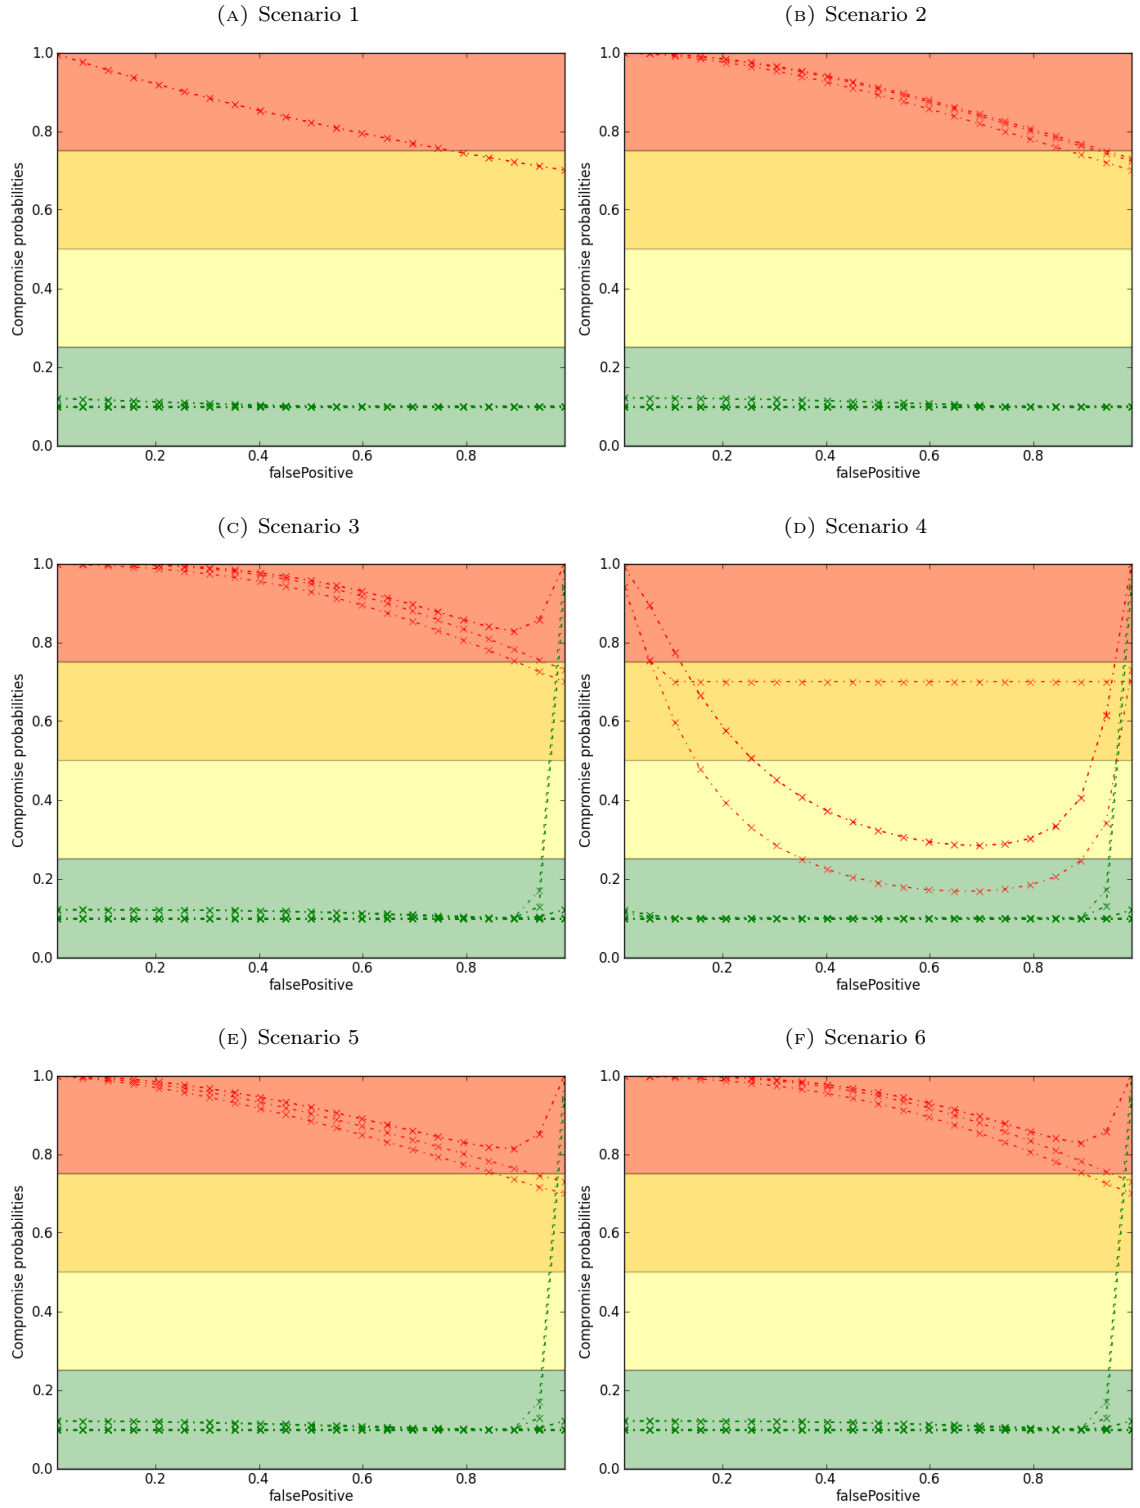 (A) Scenario 1
(B) Scenario 2
1.0
0.8
0.6
0.4
0.2
0.0
Compromise probabilities
0.2 0.4 0.6 0.8
falsePositive
1.0
0.8
0.6
0.4
0.2
0.0
Compromise probabilities
0.2 0.4 0.6 0.8
falsePositive
(C) Scenario 3
(D) Scenario 4
1.0
0.8
0.6
0.4
0.2
0.0
Compromise probabilities
0.2 0.4 0.6 0.8
falsePositive
1.0
0.8
0.6
0.4
0.2
0.0
Compromise probabilities
0.2 0.4 0.6 0.8
falsePositive
(E) Scenario 5
(F) Scenario 6
1.0
0.8
0.6
0.4
0.2
0.0
Compromise probabilities
0.2 0.4 0.6 0.8
falsePositive
1.0
0.8
0.6
0.4
0.2
0.0
Compromise probabilities
0.2 0.4 0.6 0.8
falsePositive